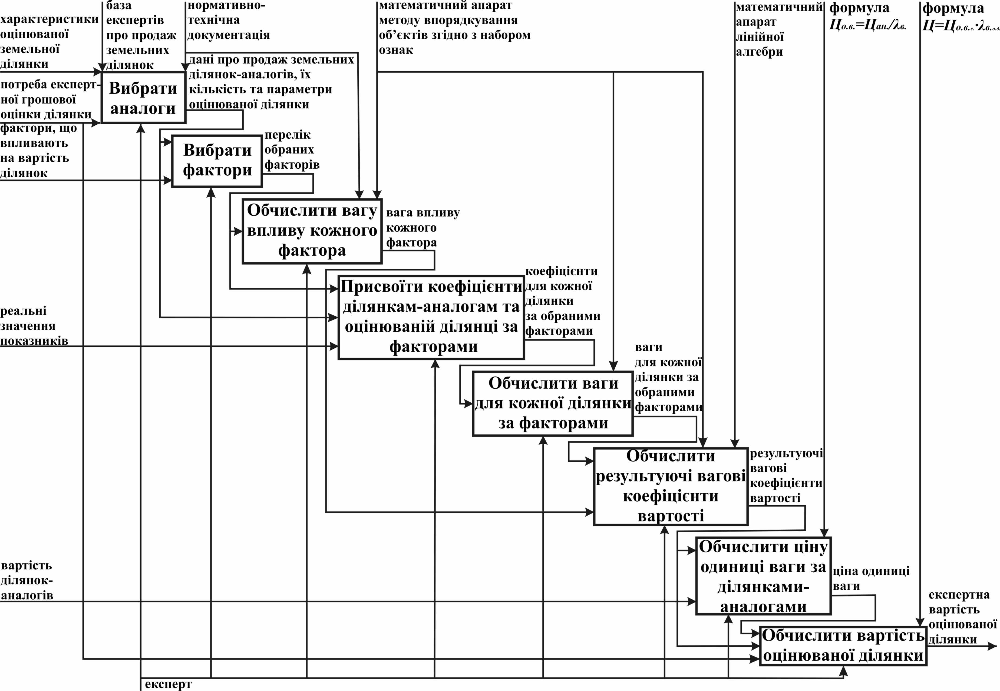 характеристики
оцінюваної
земельної
ділянки
база
експертів
про продаж
земельних
ділянок
нормативно-
технічна
документація
математичний апарат
методу впорядкування
об’єктів згідно з набором
ознак
математичний
апарат
лінійної
алгебри
формула
Цо.в.=Цан./λв.
формула
Ц=Цо.в.с.·λв.о.д.
потреба експерт-
ної грошової
оцінки ділянки
Вибрати
аналоги
дані про продаж земельних
ділянок-аналогів, їх
кількість та параметри
оцінюваної ділянки
фактори, що
впливають
на вартість
ділянок
Вибрати
фактори
перелік
обраних
факторів
Обчислити вагу
впливу кожного
фактора
вага впливу
кожного
фактора
Присвоїти коефіцієнти
ділянкам-аналогам та
оцінюваній ділянці за
факторами
коефіцієнти
для кожної
ділянки
за обраними
факторами
реальні
значення
показників
Обчислити ваги
для кожної ділянки
за факторами
ваги
для кожної
ділянки за
обраними
факторами
Обчислити
результуючі вагові
коефіцієнти
вартості
результуючі
вагові
коефіцієнти
вартості
Обчислити ціну
одиниці ваги за
ділянками-
аналогами
ціна одиниці
ваги
вартість
ділянок-
аналогів
Обчислити вартість
оцінюваної ділянки
експертна
вартість
оцінюваної
ділянки
експерт